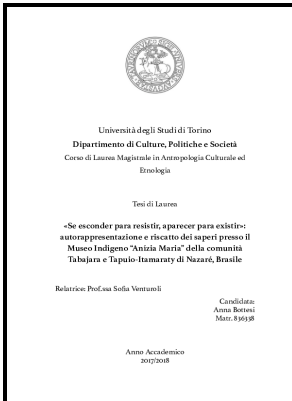 Università degli Studi di Torino
Dipartimento di Culture, Politiche e Società
Corso di Laurea Magistrale in Antropologia Culturale ed
Etnologia
Tesi di Laurea
«Se esconder para resistir, aparecer para existir»:
autorappresentazione e riscatto dei saperi presso il
Museo Indígeno “Anizia Maria” della comunità
Tabajara e Tapuio-Itamaraty di Nazaré, Brasile
Relatrice: Prof.ssa Sofia Venturoli
Candidata:
Anna Bottesi
Matr. 836338
Anno Accademico
2017/2018